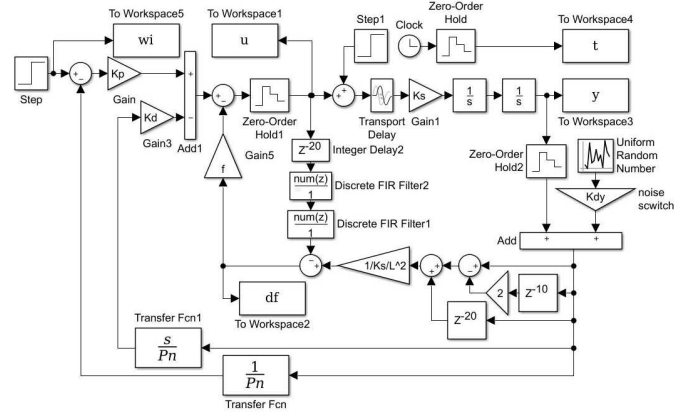 To Workspace5
To Workspace1
Step1
Clock
Zero-Order
Hold
To Workspace4
wi
u
t
Step
Kp
Gain
Kd
Gain3
Add1
Zero-Order
Hold1
Transport
Delay
Ks
Gain1
1
s
1
s
y
To Workspace3
Gain5
f
Z-20
Integer Delay2
num(z)
1
Discrete FIR Filter2
num(z)
1
Discrete FIR Filter1
Zero-Order
Hold2
Uniform
Random
Number
Kdy
noise
scwitch
Add
1/Ks/L^2
2
Z-10
Z-20
df
To Workspace2
Transfer Fcn1
s
Pn
1
Pn
Transfer Fcn